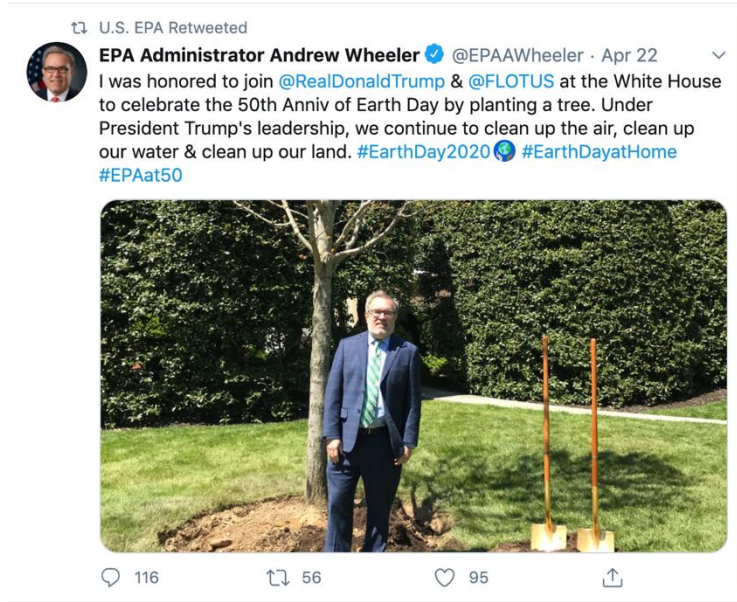 U.S. EPA Retweeted
EPA Administrator Andrew Wheeler @EPAAWheeler · Apr 22
I was honored to join @RealDonaldTrump & @FLOTUS at the White House
to celebrate the 50th Anniv of Earth Day by planting a tree. Under
President Trump's leadership, we continue to clean up the air, clean up
our water & clean up our land. #EarthDay2020 #EarthDayatHome
#EPAat50
116 56 95